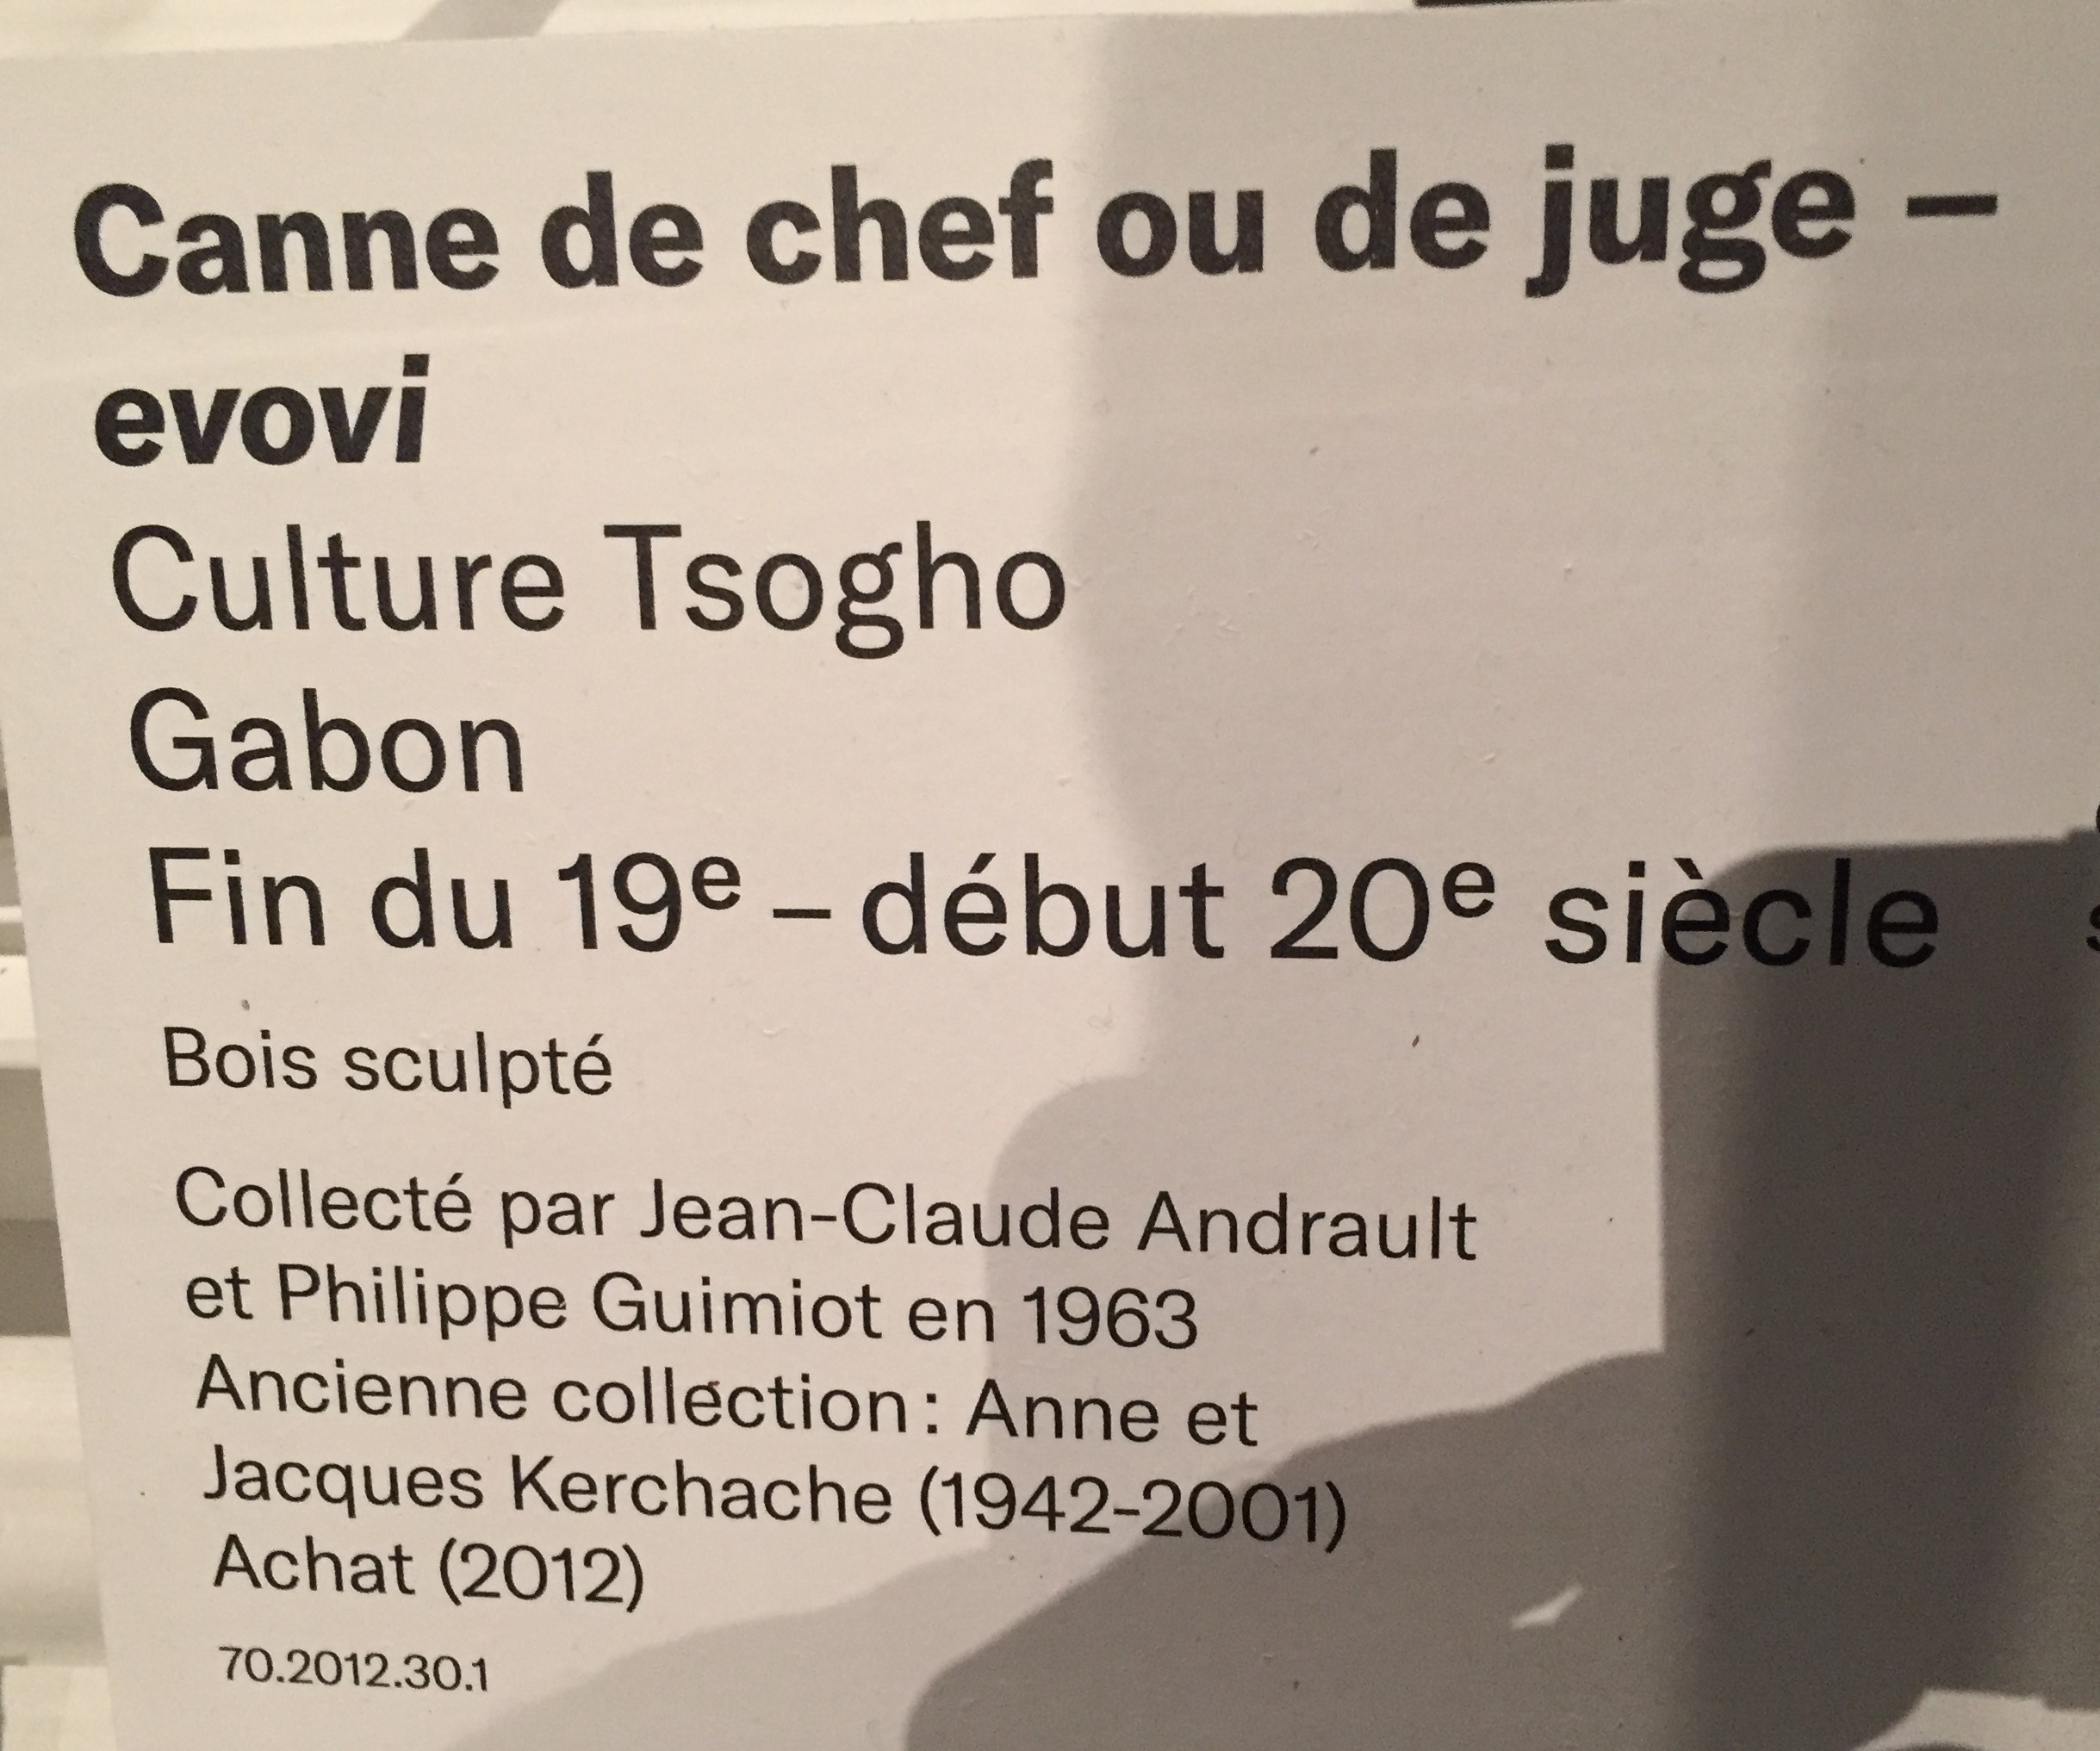 Canne de chef ou de juge –
evovi
Culture Tsogho
Gabon
Fin du 19e – début 20e siècle
Bois sculpté
Collecté par Jean-Claude Andrault
et Philippe Guimiot en 1963
Ancienne collection : Anne et
Jacques Kerchache (1942-2001)
Achat (2012)
70.2012.30.1